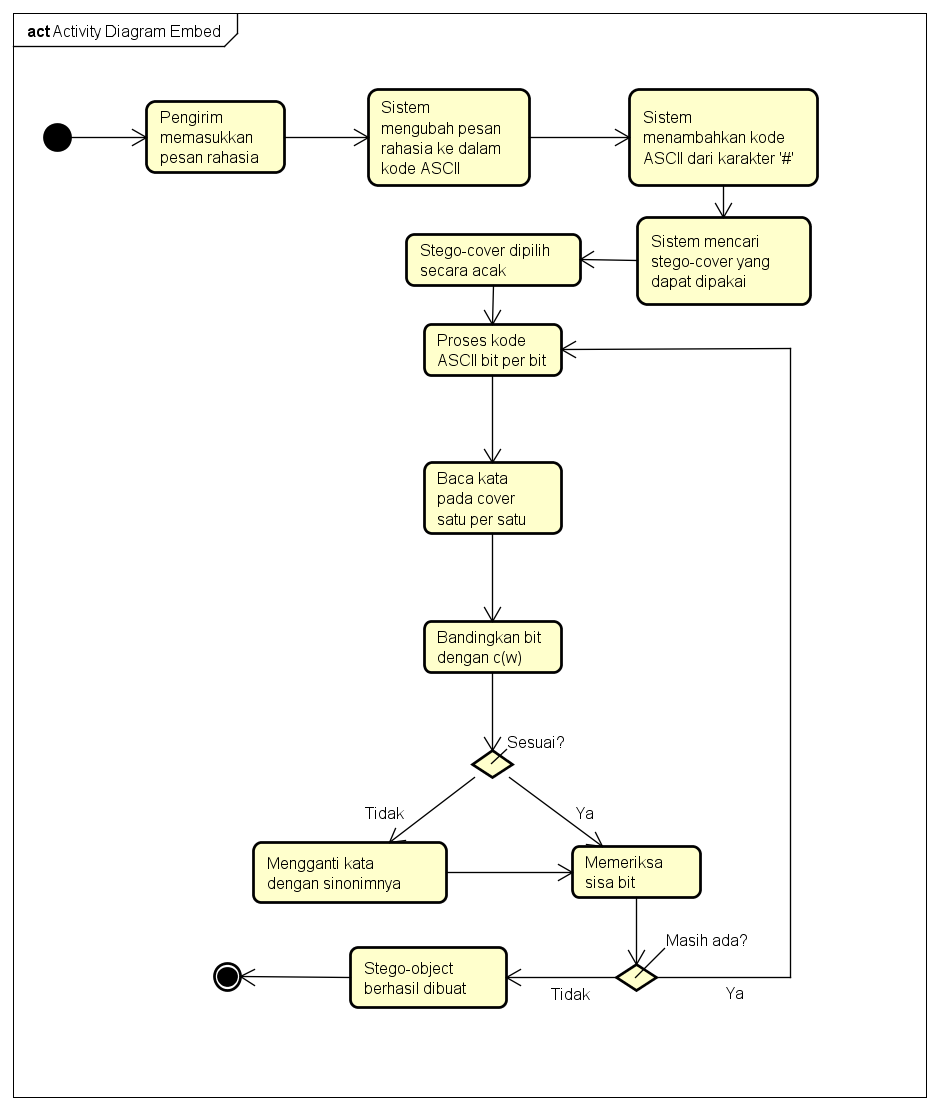 act Activity Diagram Embed
Pengirim
memasukkan
pesan rahasia
Sistem
mengubah pesan
rahasia ke dalam
kode ASCII
Sistem
menambahkan kode
ASCII dari karakter '#'
Sistem mencari
stego-cover yang
dapat dipakai
Stego-cover dipilih
secara acak
Proses kode
ASCII bit per bit
Baca kata
pada cover
satu per satu
Bandingkan bit
dengan c(w)
Sesuai?
Tidak
Ya
Mengganti kata
dengan sinonimnya
Memeriksa
sisa bit
Masih ada?
Tidak
Ya
Stego-object
berhasil dibuat